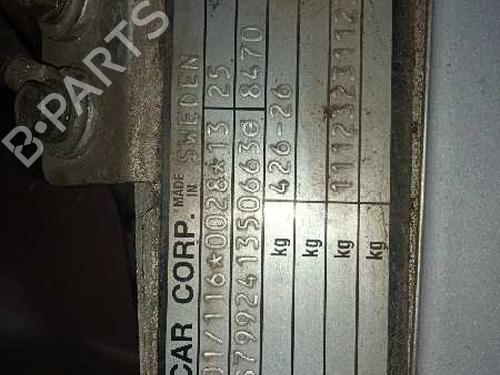 CAR CORP. MADE IN SWEDEN
01/116*0028*13 25
6799241350663@ 8470
kg 426-26
kg
kg 1112323112
kg
B-PARTS